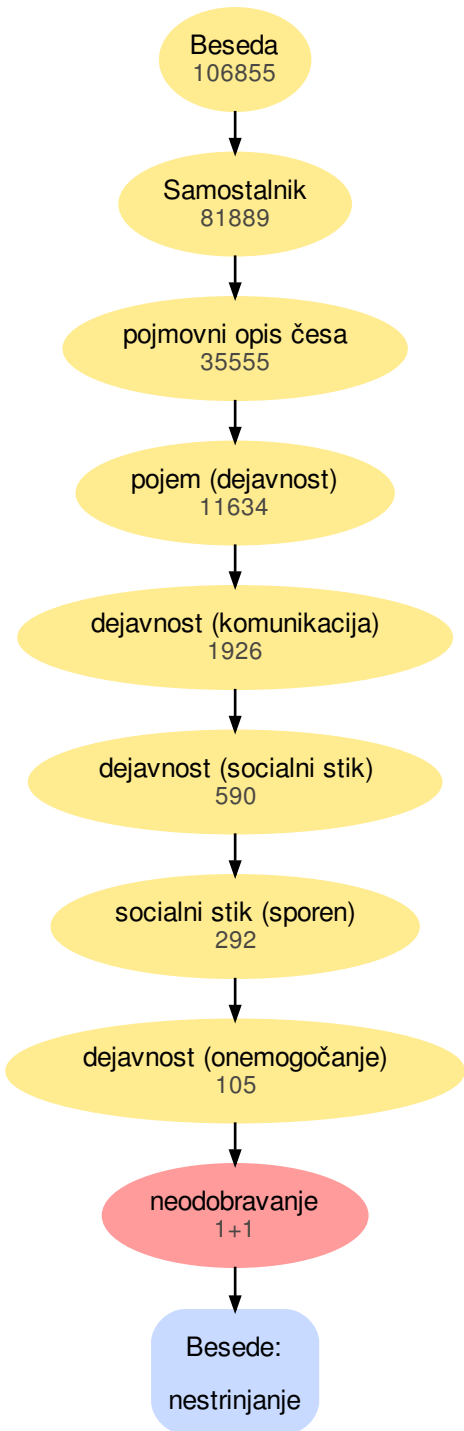 Beseda
106855
Samostalnik
81889
pojmovni opis česa
35555
pojem (dejavnost)
11634
dejavnost (komunikacija)
1926
dejavnost (socialni stik)
590
socialni stik (sporen)
292
dejavnost (onemogočanje)
105
neodobravanje
1+1
Besede:
nestrinjanje